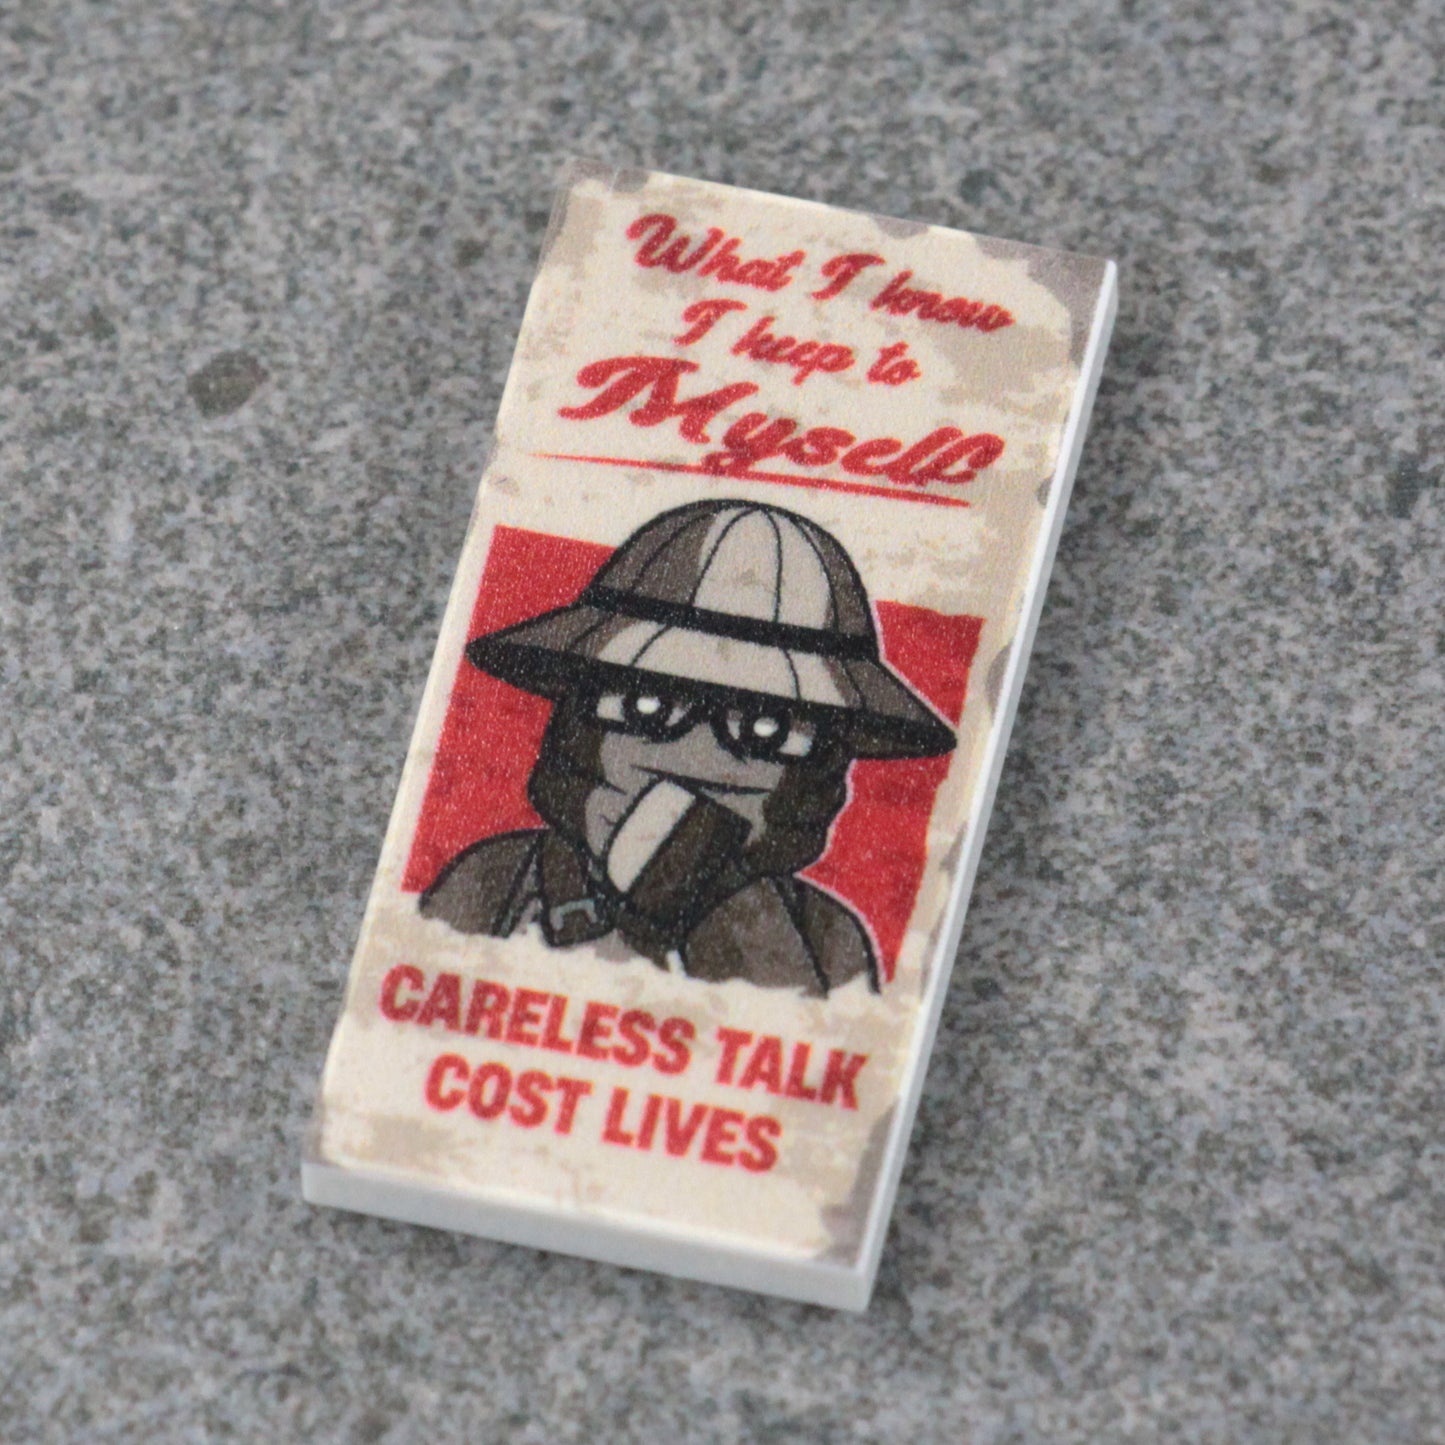 What I know
I keep to
Myself
CARELESS TALK
COST LIVES